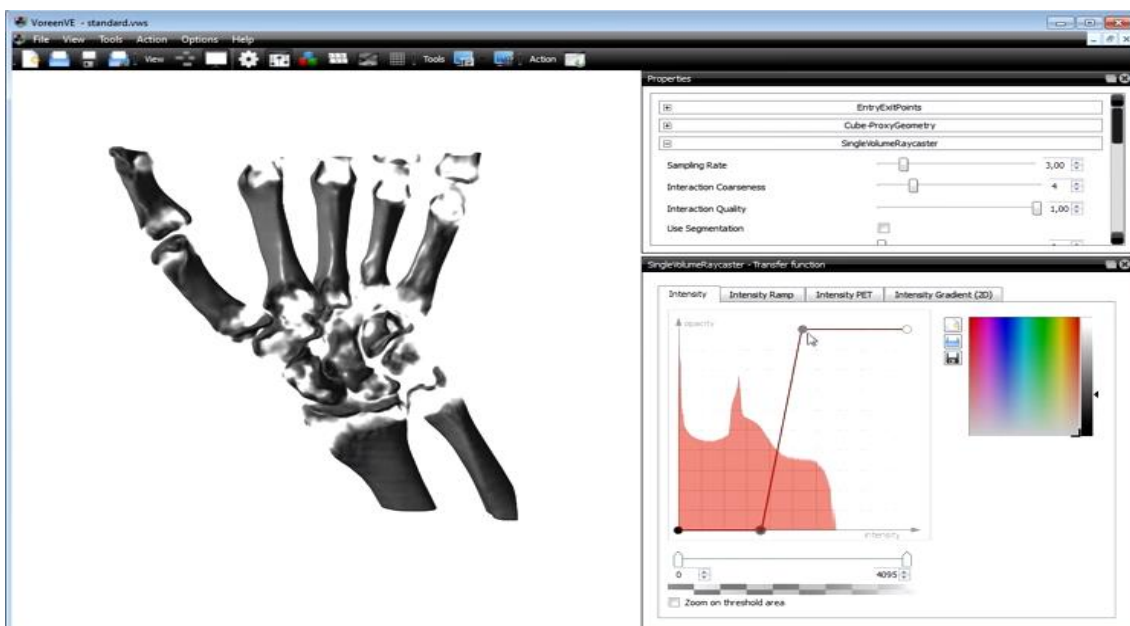 VoreenVE - standard.vws
File View Tools Action Options Help
View Tools Action
Properties
EntryExitPoints
Cube-ProxyGeometry
SingleVolumeRaycaster
Sampling Rate 3,00
Interaction Coarseness 4
Interaction Quality 1,00
Use Segmentation
SingleVolumeRaycaster - Transfer function
Intensity Intensity Ramp Intensity PET Intensity Gradient (2D)
opacity
intensity
0 4095
Zoom on threshold area